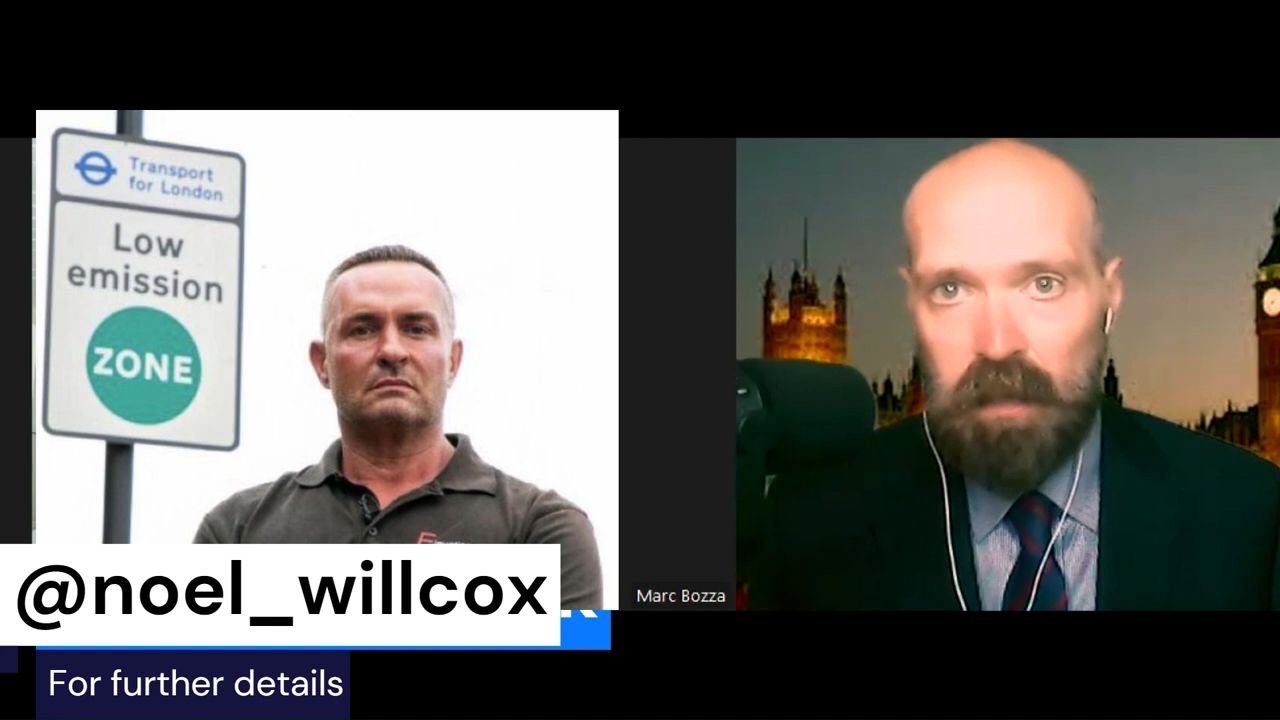 Transport
for London
Low
emission
ZONE
@noel_willcox
Marc Bozza
For further details